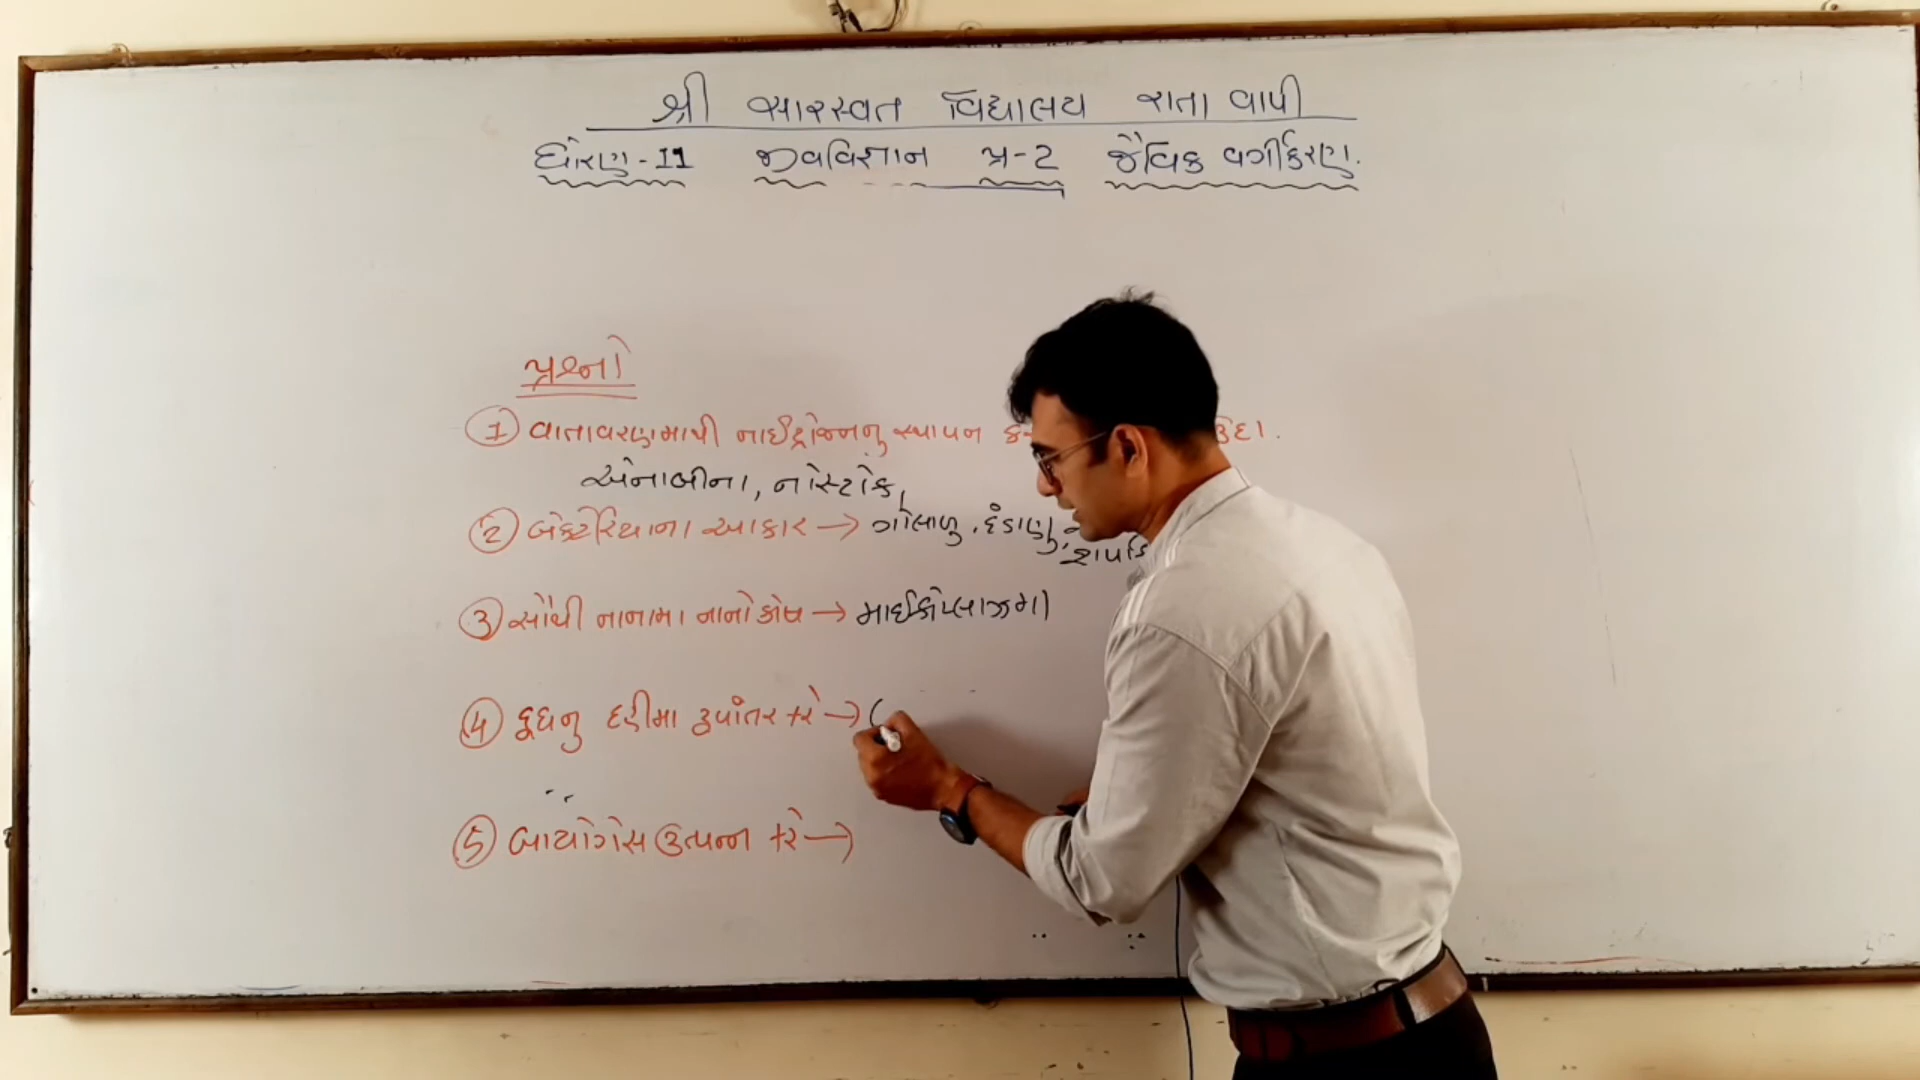 શ્રી સારસ્વત વિદ્યાલય રાતા વાપી
ધોરણ-11 જીવવિજ્ઞાન પ્ર-2 જૈવિક વર્ગીકરણ.
પ્રશ્નો
① વાતાવરણમાથી નાઈટ્રોજનનુ સ્થાપન ઉદા.
એનાબીના, નોસ્ટોક,
② બેક્ટેરિયાના આકાર → ગોલાળુ, દંડાણુ,
③ સૌથી નાનામા નાનો કોષ → માઈકોપ્લાઝમા
④ દૂધનુ દહીમા રૂપાંતર કરે →
⑤ બાયોગેસ ઉત્પન્ન કરે →